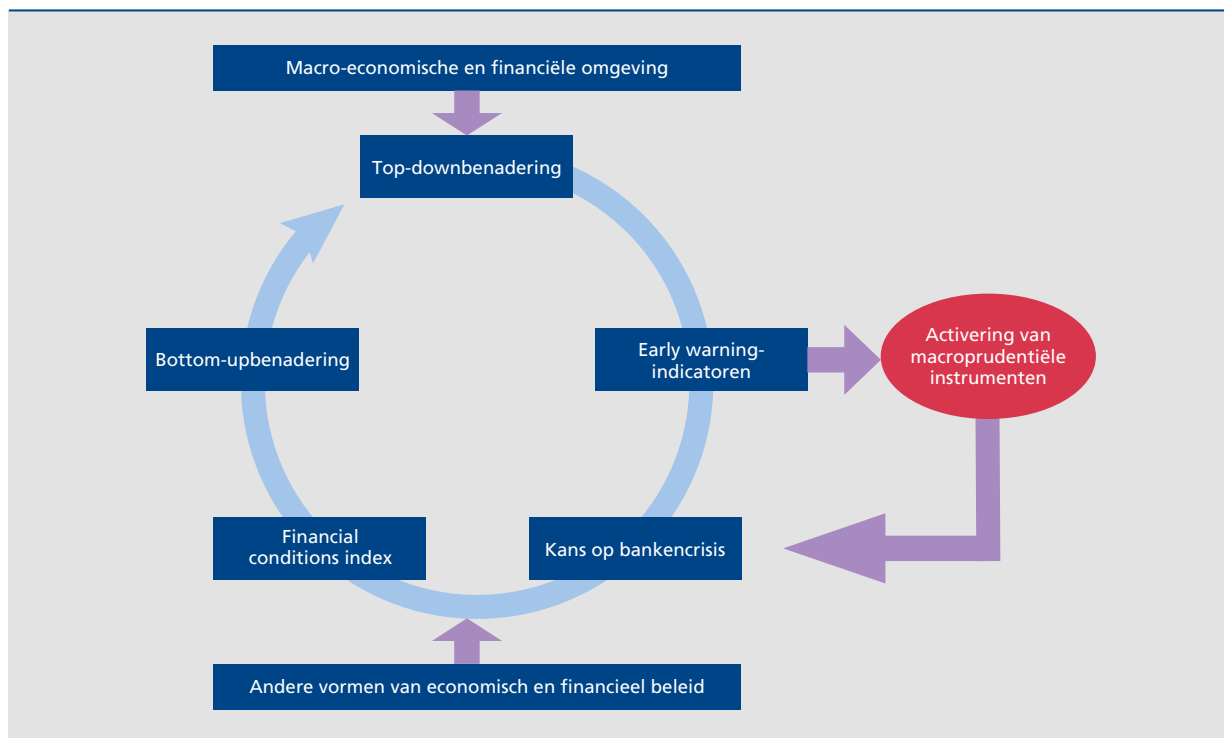 Macro-economische en financiële omgeving
Top-downbenadering
Bottom-upbenadering
Early warning-
indicatoren
Activering van
macroprudentiële
instrumenten
Financial
conditions index
Kans op bankencrisis
Andere vormen van economisch en financieel beleid